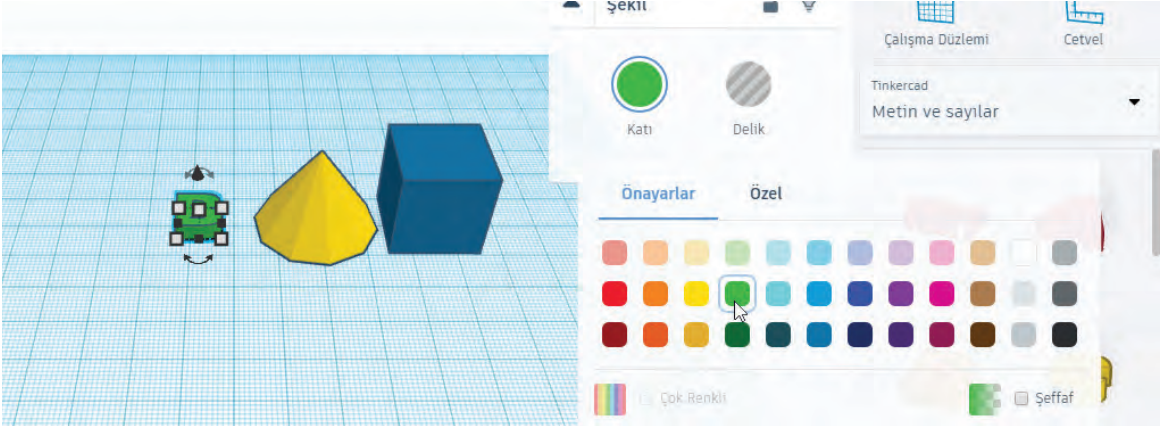 Şekil
Çalışma Düzlemi
Cetvel
Tinkercad
Metin ve sayılar
Katı
Delik
Önayarlar
Özel
Çok Renkli
Şeffaf